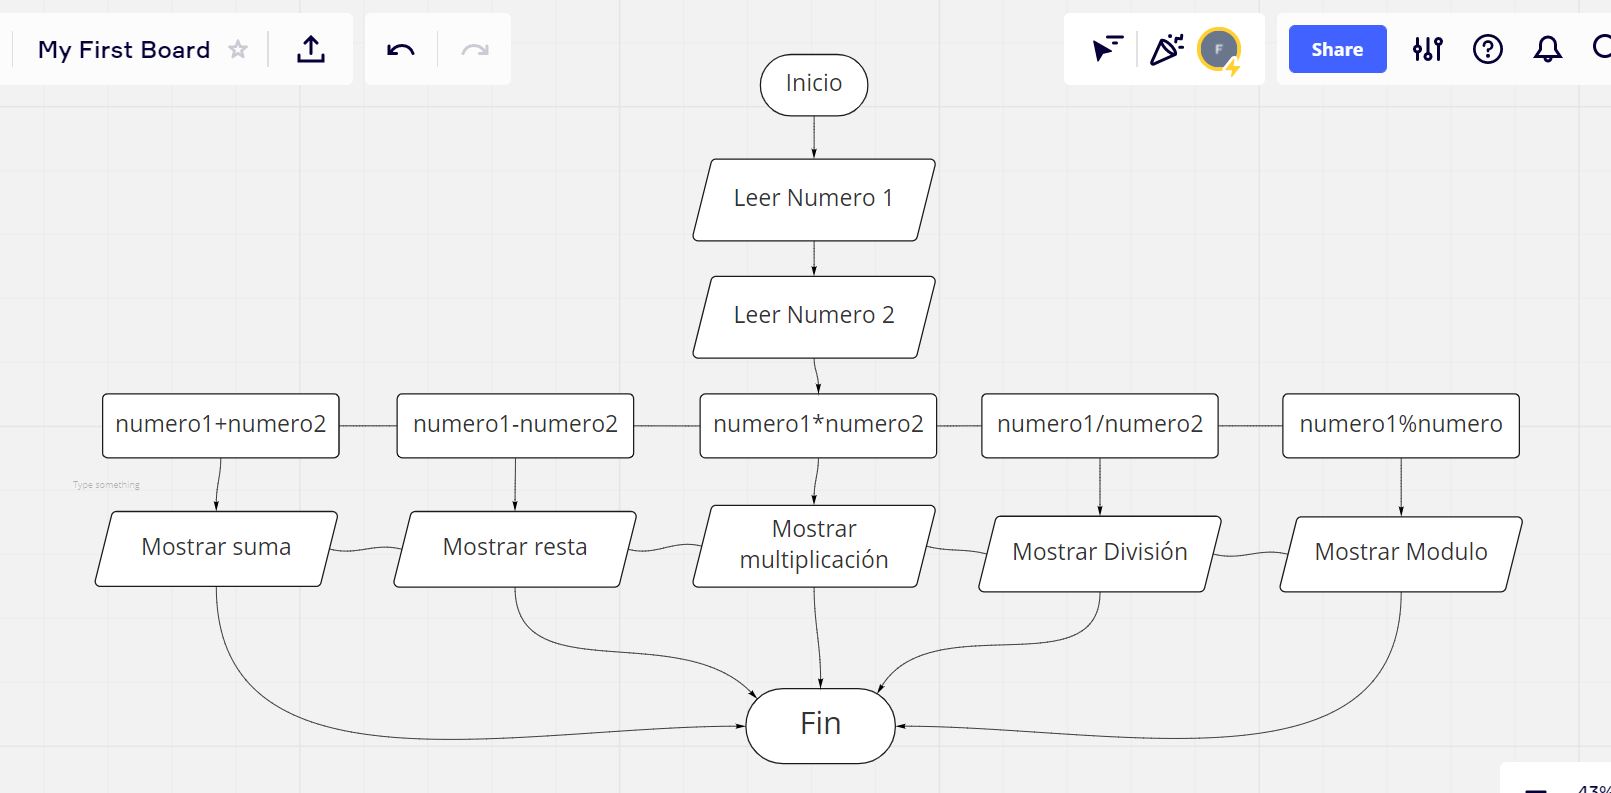 My First Board
F
Share
Inicio
Leer Numero 1
Leer Numero 2
numero1+numero2
numero1-numero2
numero1*numero2
numero1/numero2
numero1%numero
Type something
Mostrar suma
Mostrar resta
Mostrar
multiplicación
Mostrar División
Mostrar Modulo
Fin
43%